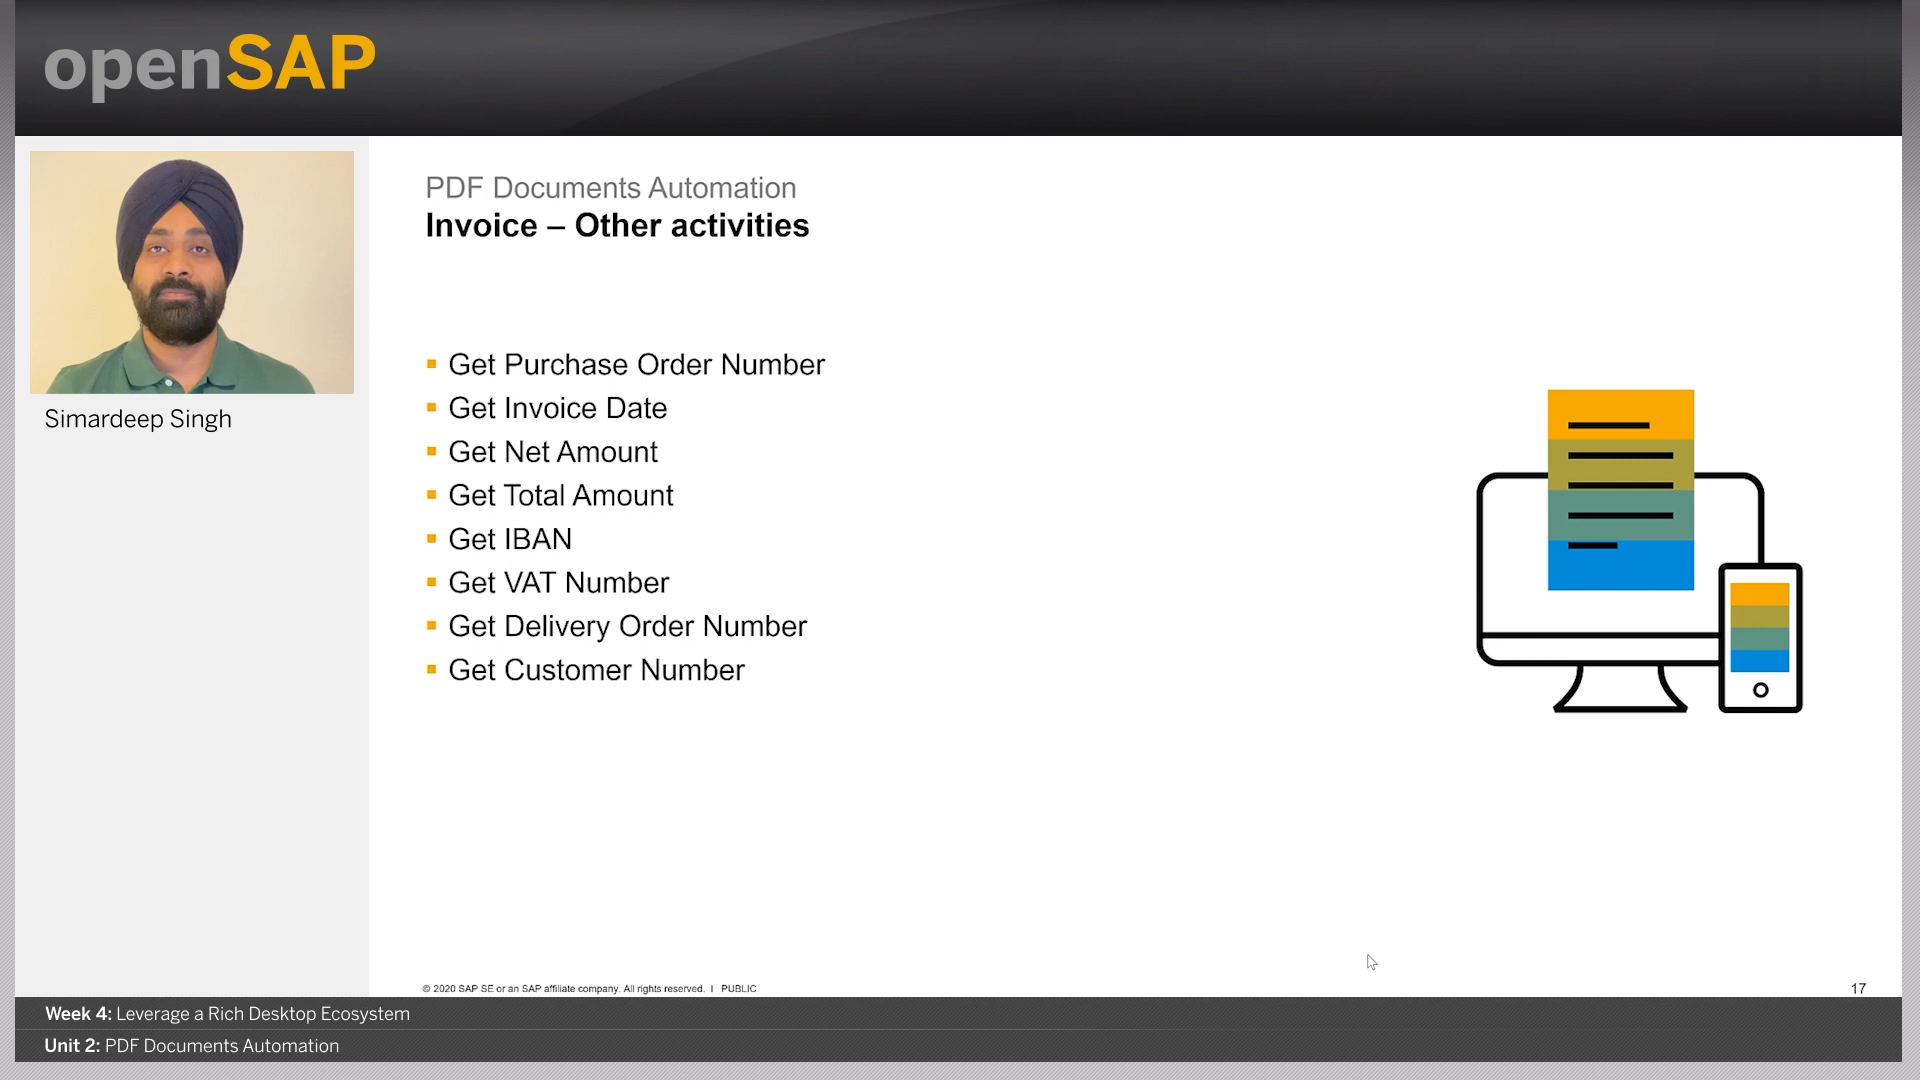 openSAP
Simardeep Singh
PDF Documents Automation
Invoice – Other activities
Get Purchase Order Number
Get Invoice Date
Get Net Amount
Get Total Amount
Get IBAN
Get VAT Number
Get Delivery Order Number
Get Customer Number
© 2020 SAP SE or an SAP affiliate company. All rights reserved. I PUBLIC
17
Week 4: Leverage a Rich Desktop Ecosystem
Unit 2: PDF Documents Automation